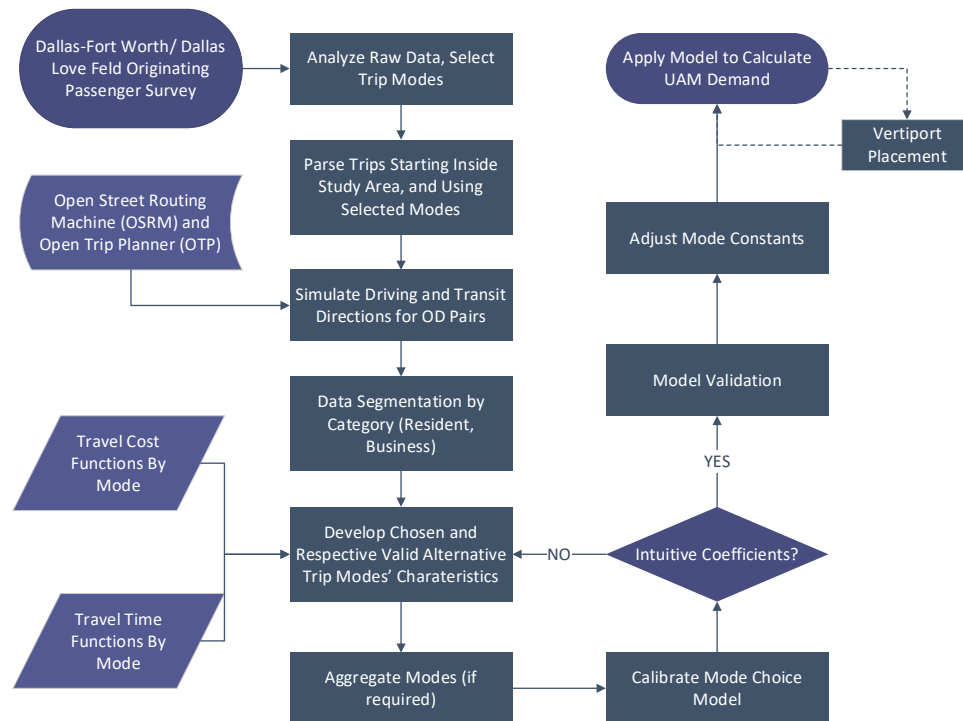 Dallas-Fort Worth/ Dallas
Love Feld Originating
Passenger Survey
Analyze Raw Data, Select
Trip Modes
Parse Trips Starting Inside
Study Area, and Using
Selected Modes
Open Street Routing
Machine (OSRM) and
Open Trip Planner (OTP)
Simulate Driving and Transit
Directions for OD Pairs
Data Segmentation by
Category (Resident,
Business)
Travel Cost
Functions By
Mode
Travel Time
Functions By
Mode
Develop Chosen and
Respective Valid Alternative
Trip Modes’ Charateristics
Aggregate Modes (if
required)
Calibrate Mode Choice
Model
Intuitive Coefficients?
NO
YES
Model Validation
Adjust Mode Constants
Apply Model to Calculate
UAM Demand
Vertiport
Placement